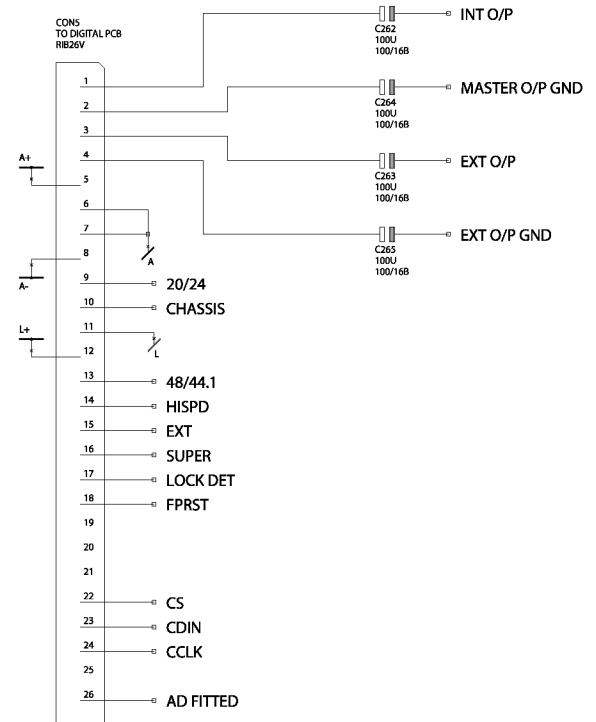 CON5
TO DIGITAL PCB
RIB26V
INT O/P
C262
100U
100/16B
1
MASTER O/P GND
2
C264
100U
100/16B
3
A+
4
EXT O/P
C263
100U
100/16B
5
6
7
EXT O/P GND
C265
100U
100/16B
8
A
A-
9
20/24
10
CHASSIS
L+
11
12
L
13
48/44.1
14
HISPD
15
EXT
16
SUPER
17
LOCK DET
18
FPRST
19
20
21
22
CS
23
CDIN
24
CCLK
25
26
AD FITTED